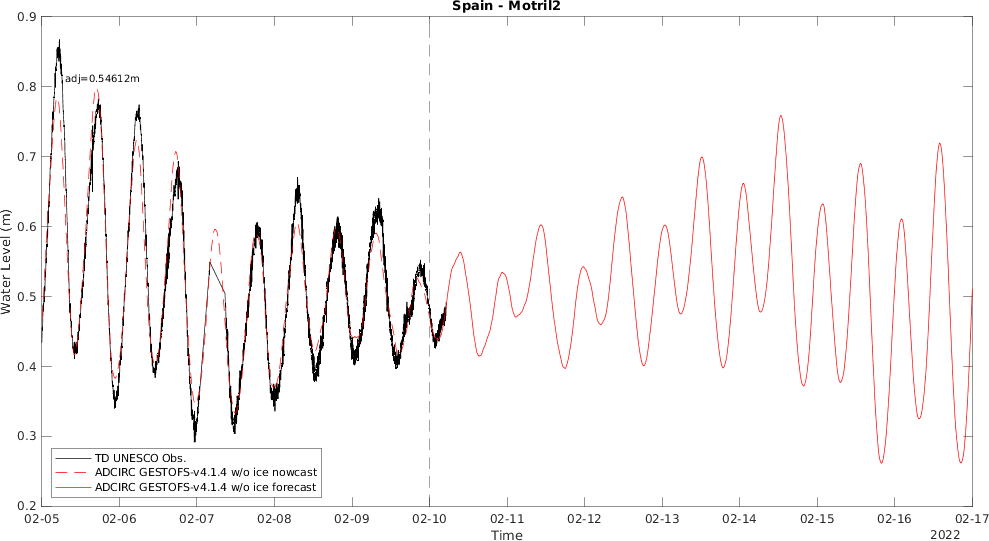 Spain - Motril2
0.9
0.8
0.7
0.6
0.5
0.4
0.3
0.2
Water Level (m)
adj=0.54612m
TD UNESCO Obs.
ADCIRC GESTOFS-v4.1.4 w/o ice nowcast
ADCIRC GESTOFS-v4.1.4 w/o ice forecast
02-05 02-06 02-07 02-08 02-09 02-10 02-11 02-12 02-13 02-14 02-15 02-16 02-17
Time
2022